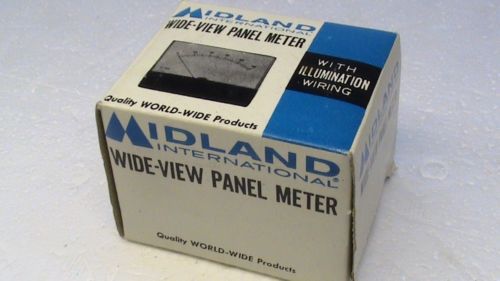 MIDLAND
INTERNATIONAL
WIDE-VIEW PANEL METER
WITH
ILLUMINATION
WIRING
Quality WORLD-WIDE Products
MIDLAND
INTERNATIONAL®
WIDE-VIEW PANEL METER
Quality WORLD-WIDE Products